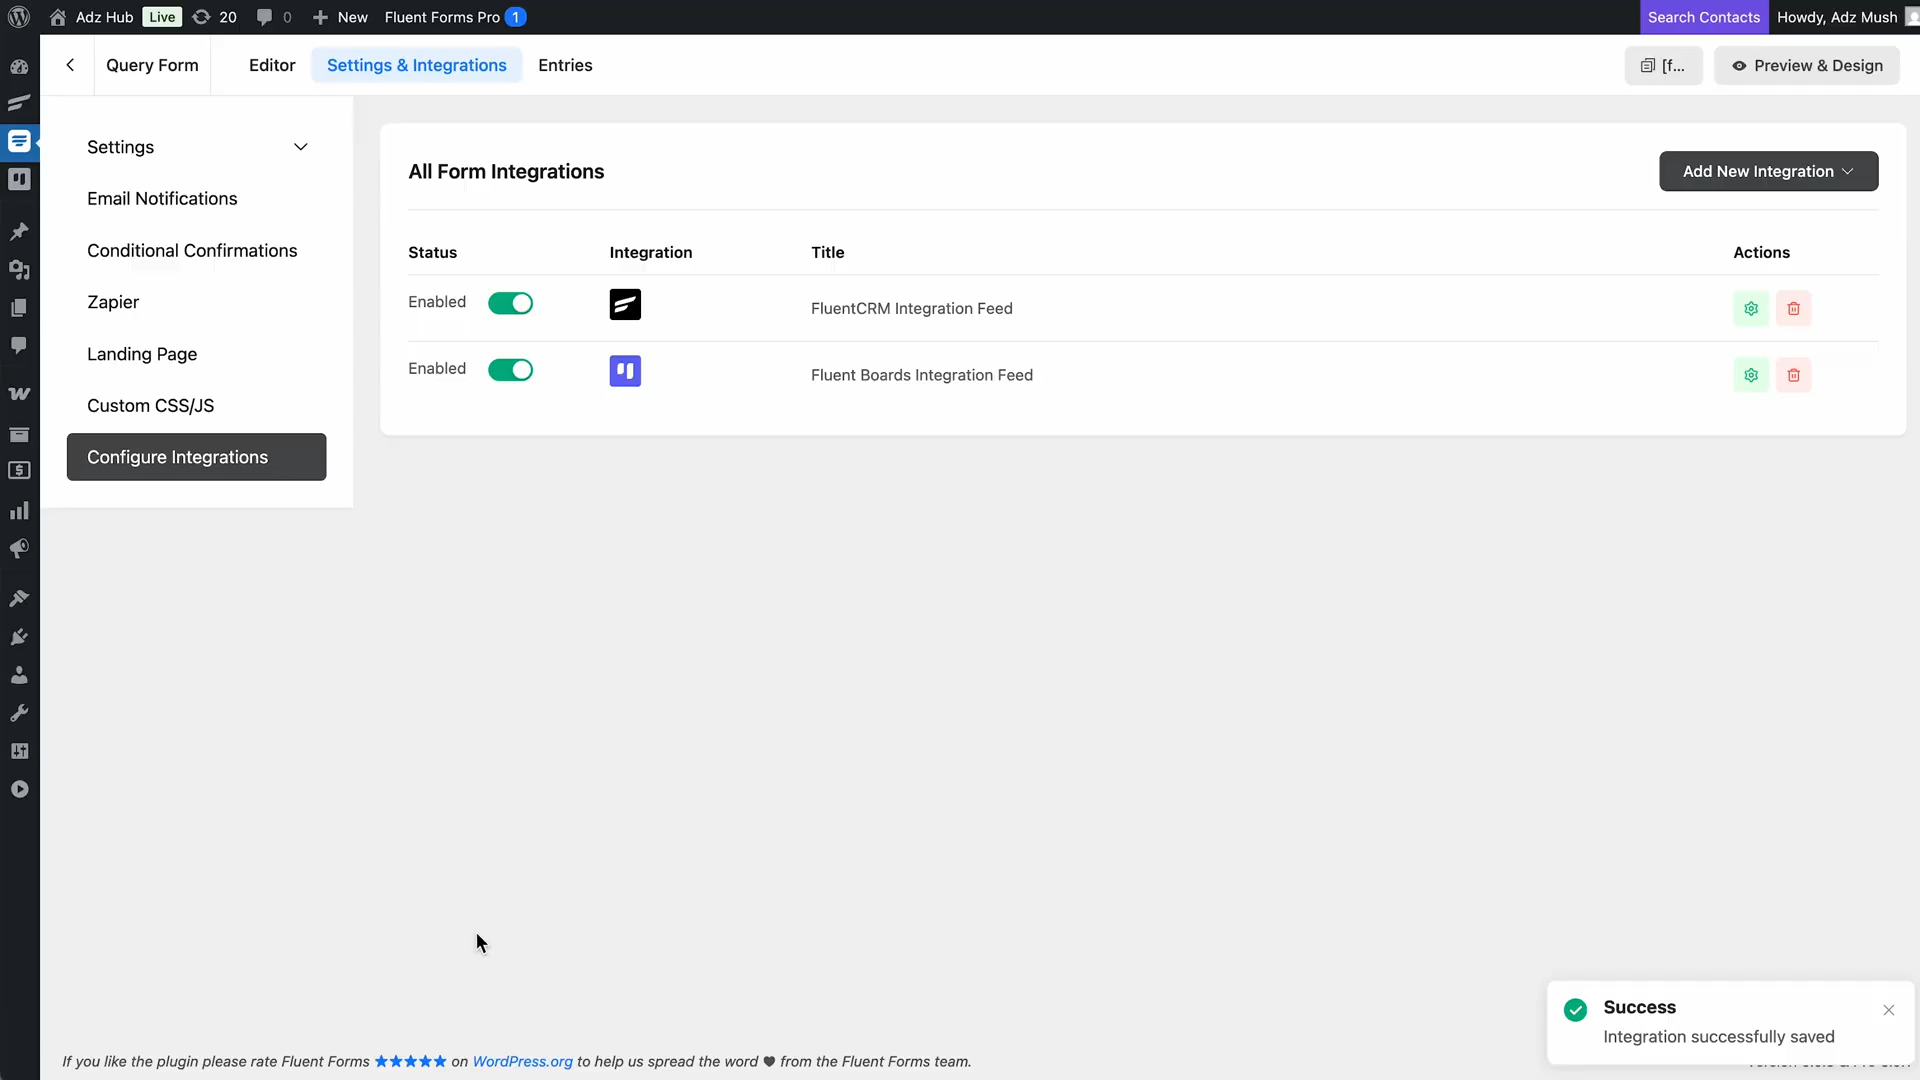 Adz Hub Live 20 0 New Fluent Forms Pro 1 Search Contacts Howdy, Adz Mush
Query Form Editor Settings & Integrations Entries [f... Preview & Design
Settings
Email Notifications
Conditional Confirmations
Zapier
Landing Page
Custom CSS/JS
Configure Integrations
All Form Integrations Add New Integration
Status Integration Title Actions
Enabled FluentCRM Integration Feed
Enabled Fluent Boards Integration Feed
Success
Integration successfully saved
If you like the plugin please rate Fluent Forms ★★★★★ on WordPress.org to help us spread the word ♥ from the Fluent Forms team.